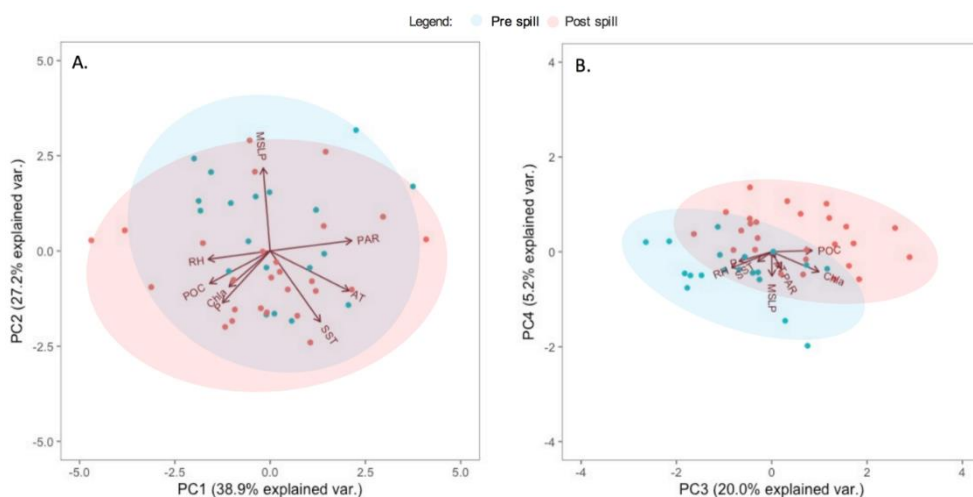 Legend: Pre spill Post spill
A.
5.0
2.5
0.0
-2.5
-5.0
PC2 (27.2% explained var.)
MSLP
PAR
RH
POC
Chla
P
AT
SST
-5.0 -2.5 0.0 2.5 5.0
PC1 (38.9% explained var.)
B.
4
2
0
-2
-4
PC4 (5.2% explained var.)
POC
Chla
PAR
MSLP
RH
P
SST
-4 -2 0 2 4
PC3 (20.0% explained var.)